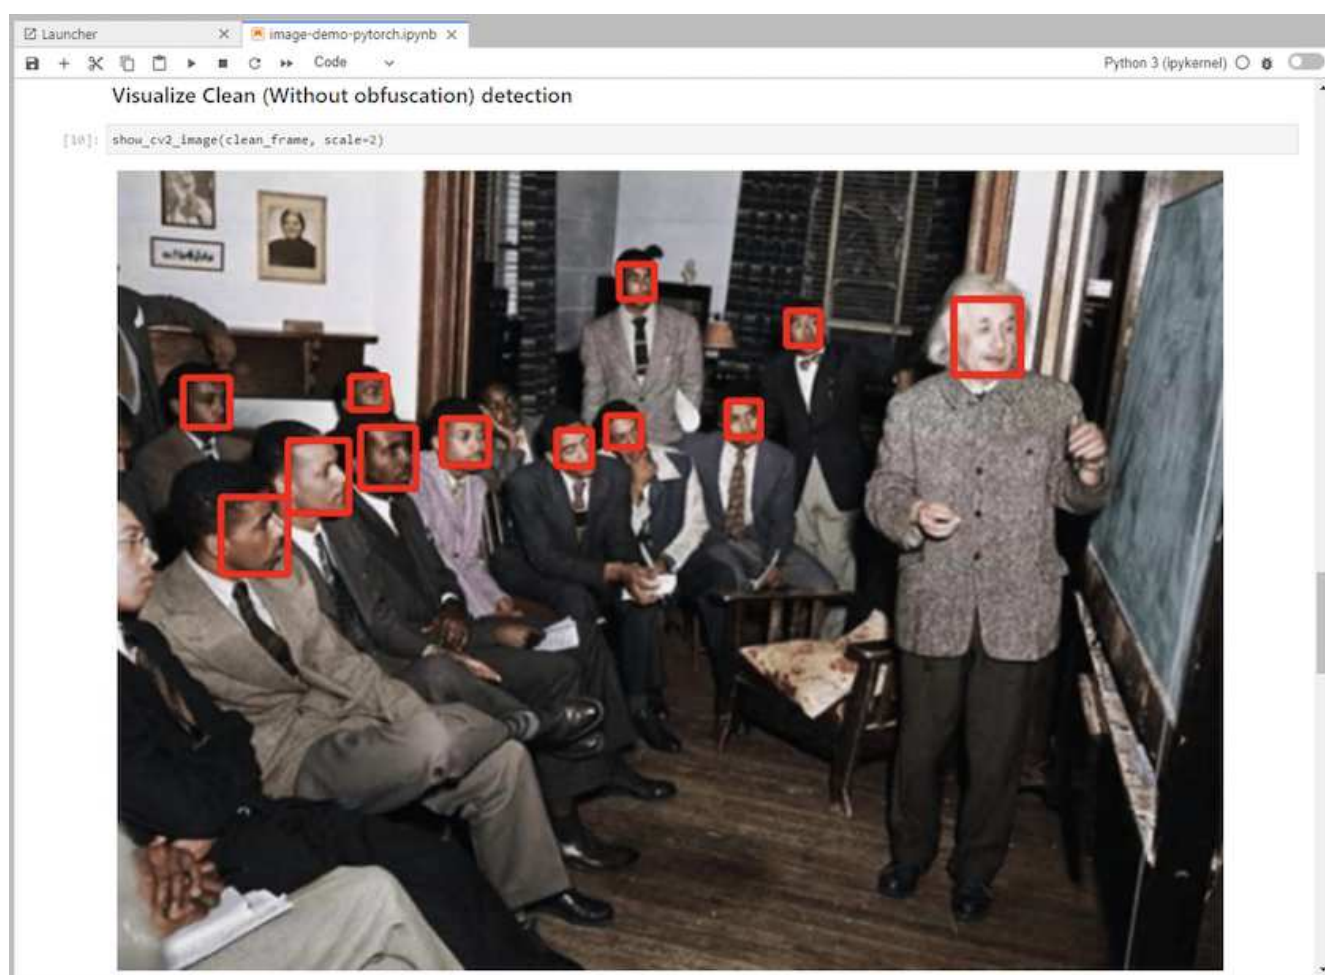 Launcher
image-demo-pytorch.ipynb
Code
Python 3 (ipykernel)
Visualize Clean (Without obfuscation) detection
[10]:
show_cv2_image(clean_frame, scale=2)